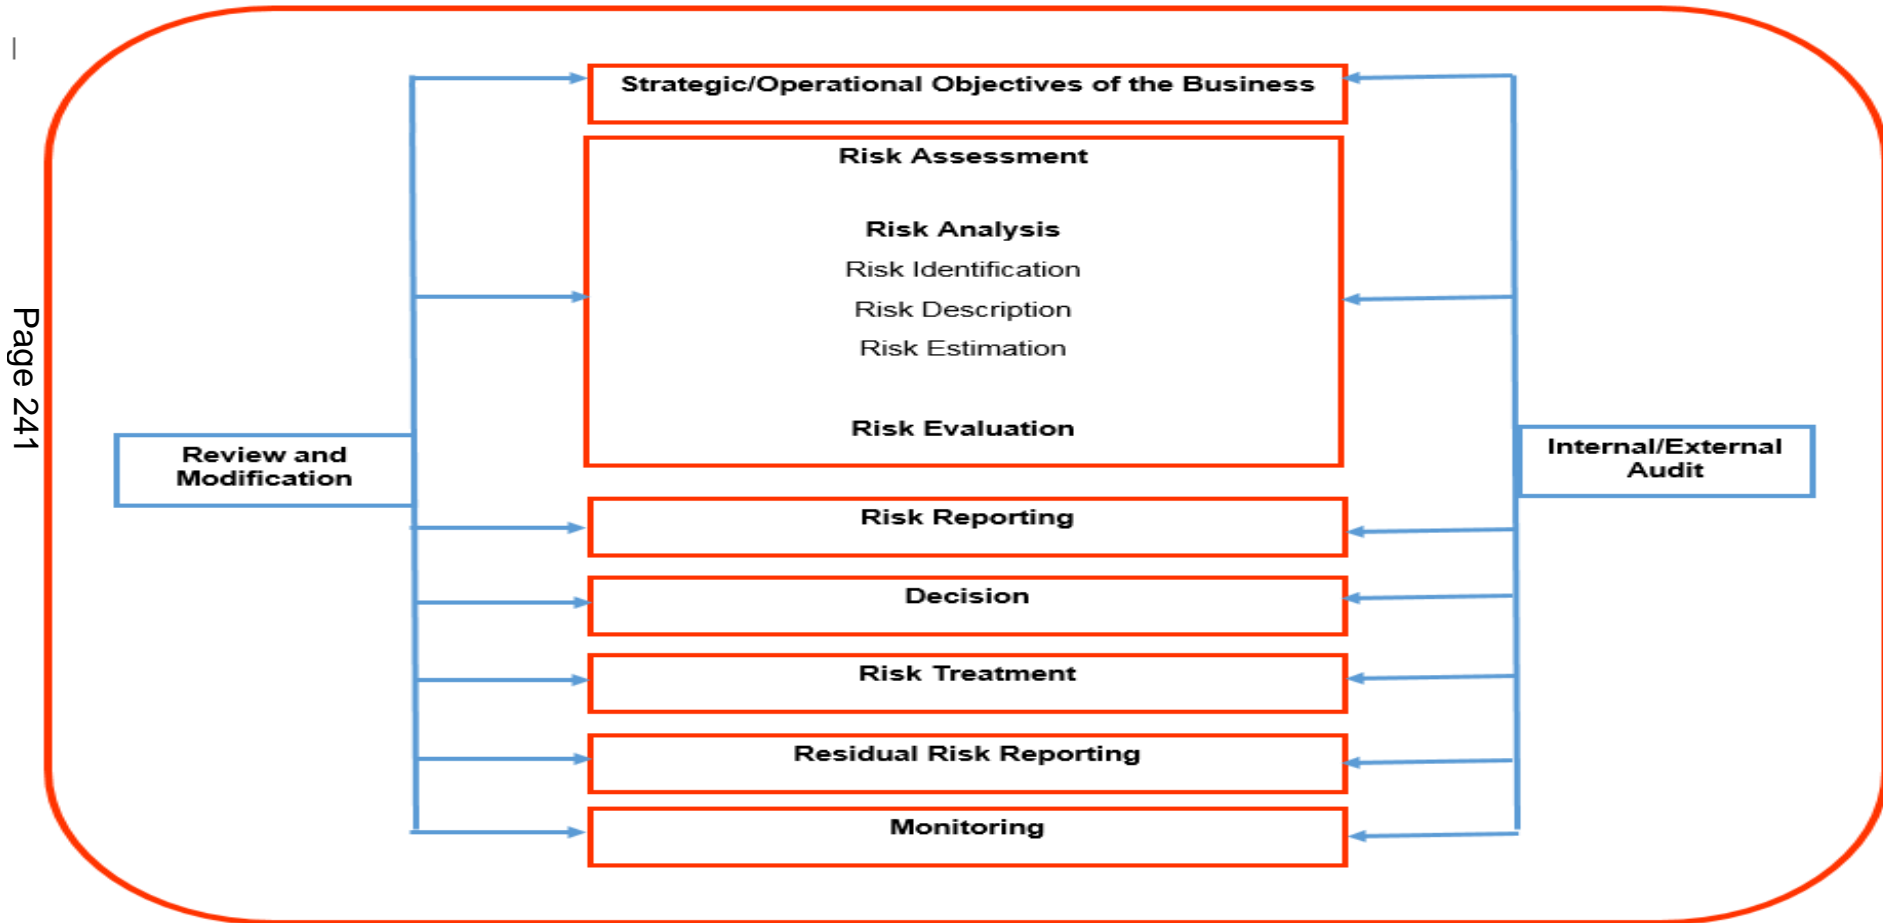 Strategic/Operational Objectives of the Business
Risk Assessment
Risk Analysis
Risk Identification
Risk Description
Risk Estimation
Risk Evaluation
Review and
Modification
Internal/External
Audit
Risk Reporting
Decision
Risk Treatment
Residual Risk Reporting
Monitoring
Page 241